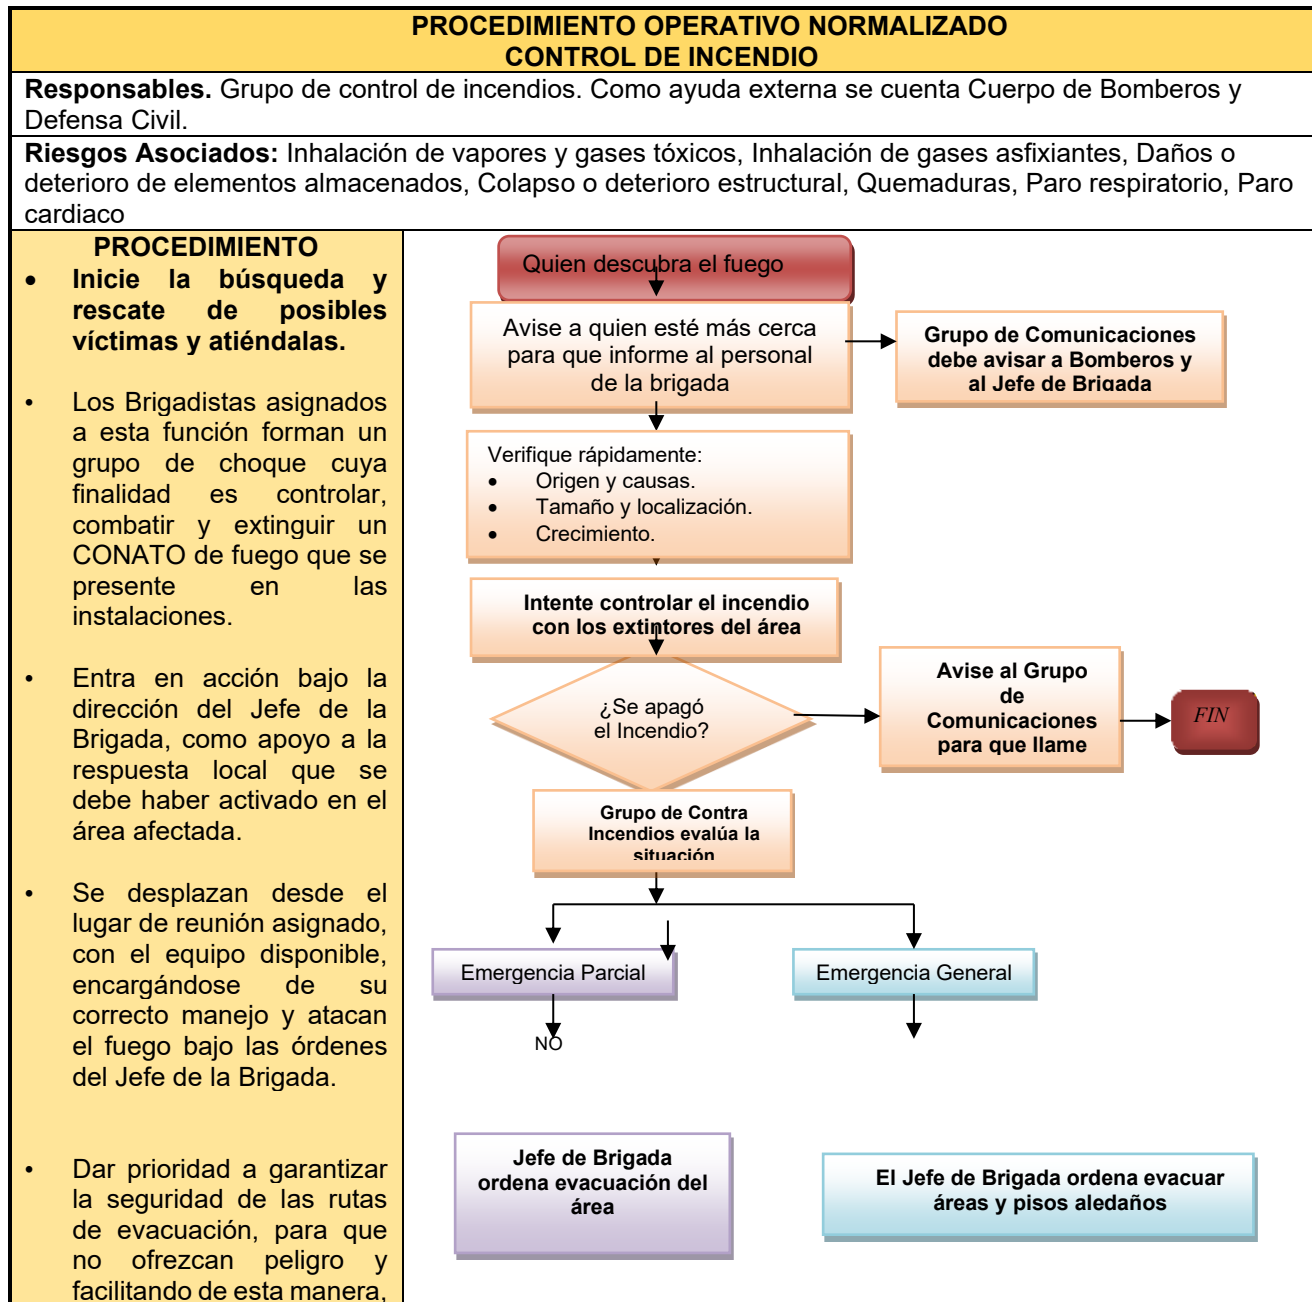 PROCEDIMIENTO OPERATIVO NORMALIZADO
CONTROL DE INCENDIO
Responsables. Grupo de control de incendios. Como ayuda externa se cuenta Cuerpo de Bomberos y
Defensa Civil.
Riesgos Asociados: Inhalación de vapores y gases tóxicos, Inhalación de gases asfixiantes, Daños o
deterioro de elementos almacenados, Colapso o deterioro estructural, Quemaduras, Paro respiratorio, Paro
cardiaco
PROCEDIMIENTO
• Inicie la búsqueda y
rescate de posibles
víctimas y atiéndalas.
• Los Brigadistas asignados
a esta función forman un
grupo de choque cuya
finalidad es controlar,
combatir y extinguir un
CONATO de fuego que se
presente en las
instalaciones.
• Entra en acción bajo la
dirección del Jefe de la
Brigada, como apoyo a la
respuesta local que se
debe haber activado en el
área afectada.
• Se desplazan desde el
lugar de reunión asignado,
con el equipo disponible,
encargándose de su
correcto manejo y atacan
el fuego bajo las órdenes
del Jefe de la Brigada.
• Dar prioridad a garantizar
la seguridad de las rutas
de evacuación, para que
no ofrezcan peligro y
facilitando de esta manera,
Quien descubra el fuego
Avise a quien esté más cerca
para que informe al personal
de la brigada
Grupo de Comunicaciones
debe avisar a Bomberos y
al Jefe de Brigada
Verifique rápidamente:
• Origen y causas.
• Tamaño y localización.
• Crecimiento.
Intente controlar el incendio
con los extintores del área
¿Se apagó
el Incendio?
Avise al Grupo
de
Comunicaciones
para que llame
FIN
Grupo de Contra
Incendios evalúa la
situación
Emergencia Parcial
Emergencia General
NO
Jefe de Brigada
ordena evacuación del
área
El Jefe de Brigada ordena evacuar
áreas y pisos aledaños